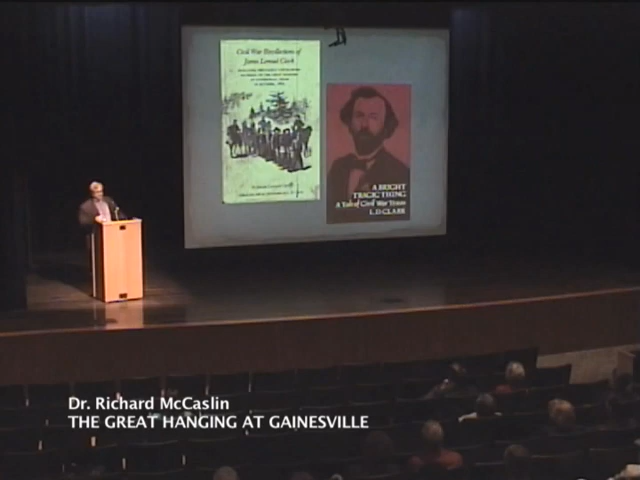 Civil War Recollections of
James Lemuel Clark
A BRIGHT
TRAGIC THING
A Tale of Civil War Texas
L.D. CLARK
Dr. Richard McCaslin
THE GREAT HANGING AT GAINESVILLE